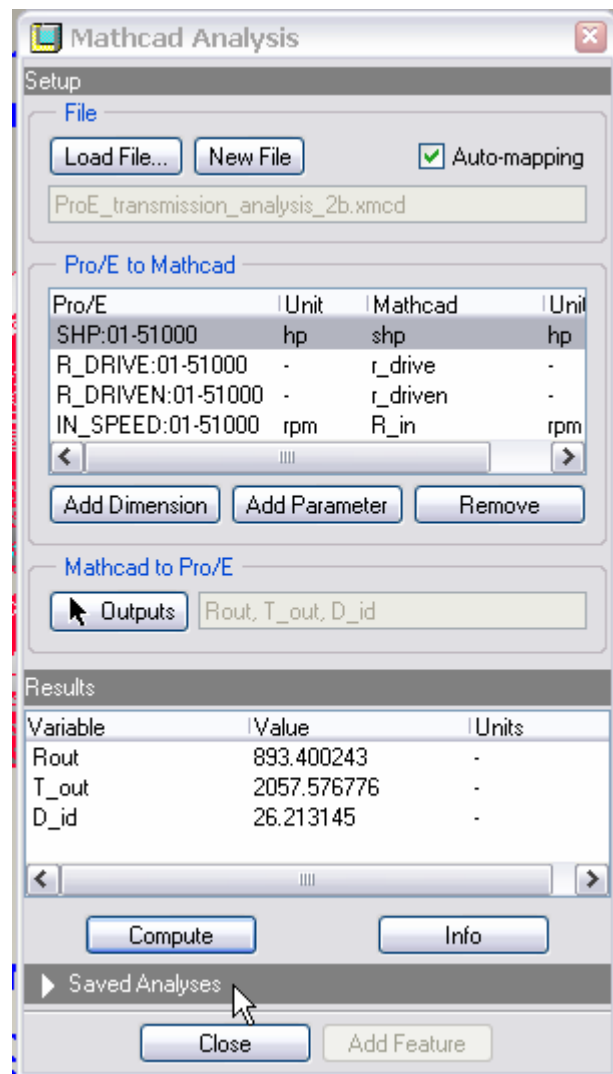 Mathcad Analysis
Setup
File
Load File... New File Auto-mapping
ProE_transmission_analysis_2b.xmcd
Pro/E to Mathcad
Pro/E Unit Mathcad Unit
SHP:01-51000 hp shp hp
R_DRIVE:01-51000 - r_drive -
R_DRIVEN:01-51000 - r_driven -
IN_SPEED:01-51000 rpm R_in rpm
Add Dimension Add Parameter Remove
Mathcad to Pro/E
Outputs Rout, T_out, D_id
Results
Variable Value Units
Rout 893.400243 -
T_out 2057.576776 -
D_id 26.213145 -
Compute Info
Saved Analyses
Close Add Feature